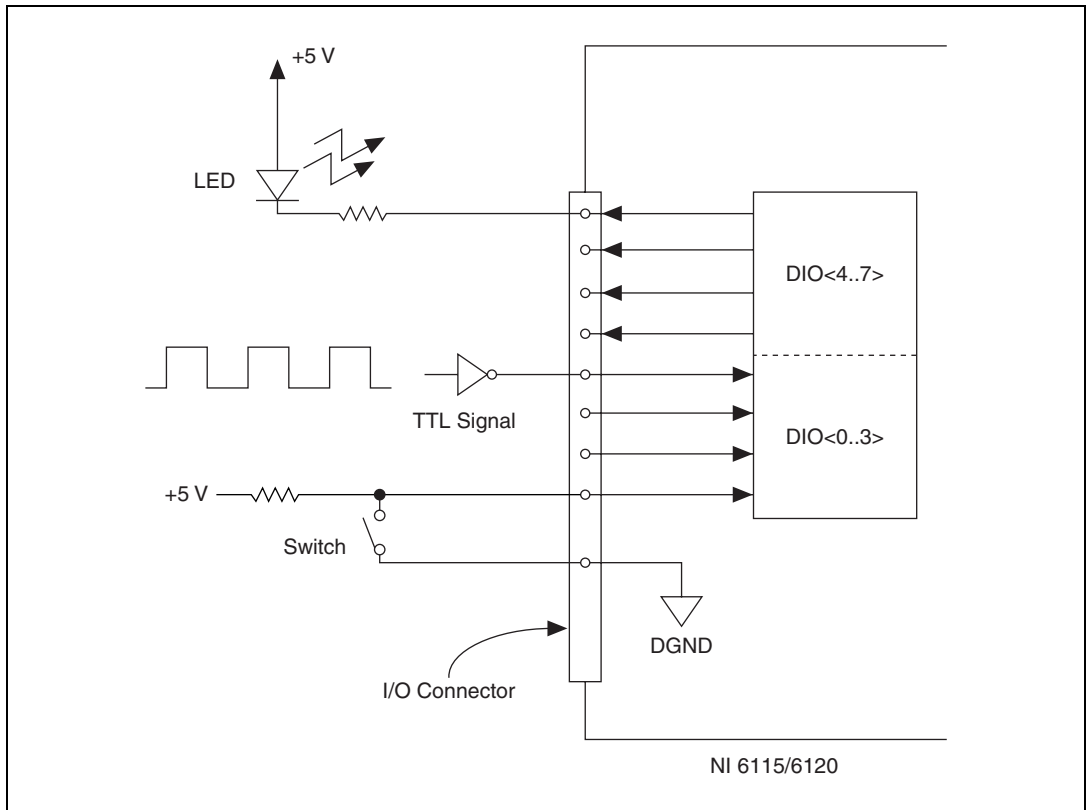 +5 V
LED
DIO<4..7>
TTL Signal
DIO<0..3>
+5 V
Switch
DGND
I/O Connector
NI 6115/6120